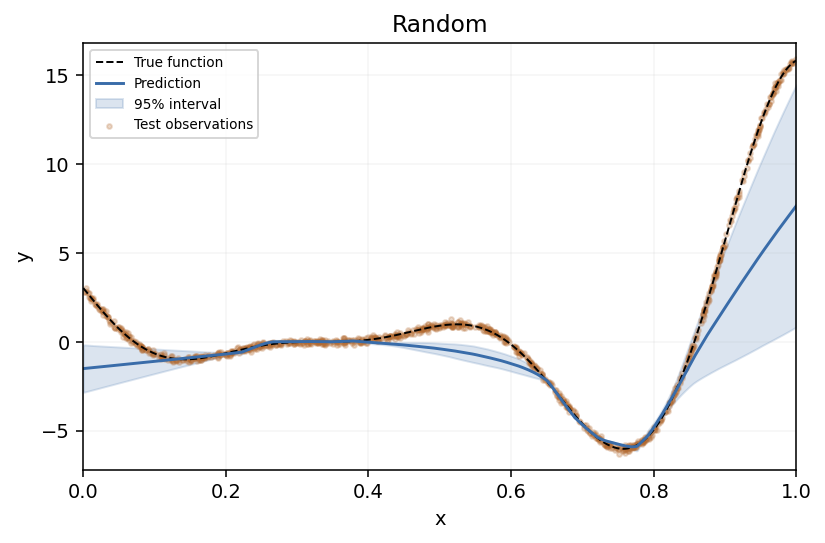 Random
True function
Prediction
95% interval
Test observations
15
10
5
0
−5
y
0.0 0.2 0.4 0.6 0.8 1.0
x